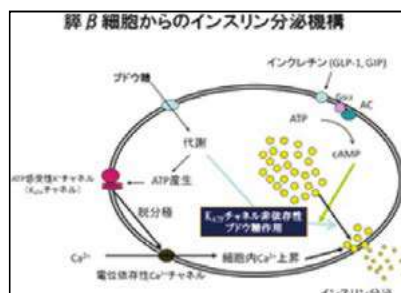 膵β細胞からのインスリン分泌機構
インクレチン(GLP-1, GIP)
ブドウ糖
Gsα
AC
ATP
代謝
cAMP
ATP感受性K⁺チャネル
(K_ATPチャネル)
ATP産生
脱分極
K_ATPチャネル非依存性
ブドウ糖作用
Ca²⁺
細胞内Ca²⁺上昇
電位依存性Ca²⁺チャネル
インスリン分泌